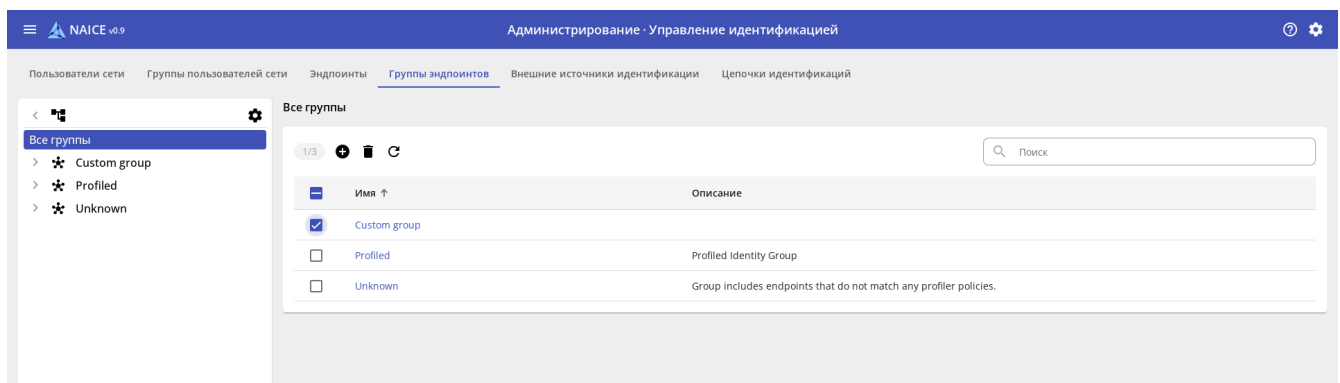 NAICE v0.9
Администрирование · Управление идентификацией
Пользователи сети Группы пользователей сети Эндпоинты Группы эндпоинтов Внешние источники идентификации Цепочки идентификаций
Все группы
Custom group
Profiled
Unknown
Все группы
1/3 Поиск
Имя ↑ Описание
Custom group
Profiled Profiled Identity Group
Unknown Group includes endpoints that do not match any profiler policies.